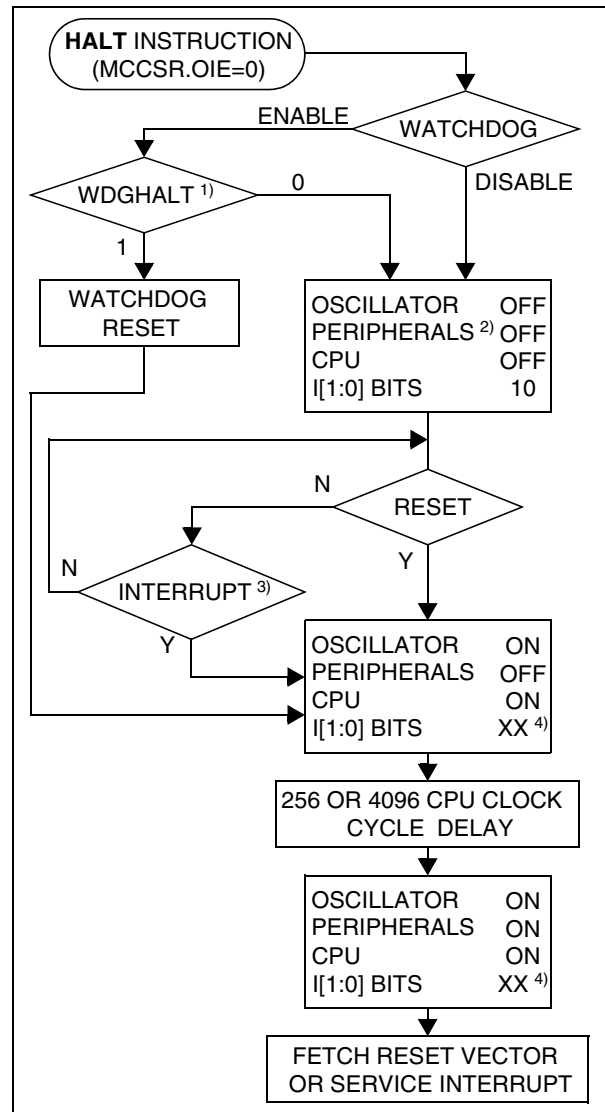 HALT INSTRUCTION
(MCCSR.OIE=0)
ENABLE
WATCHDOG
WDGHALT 1)
0
DISABLE
1
WATCHDOG
RESET
OSCILLATOR OFF
PERIPHERALS 2) OFF
CPU OFF
I[1:0] BITS 10
N
RESET
N
Y
INTERRUPT 3)
Y
OSCILLATOR ON
PERIPHERALS OFF
CPU ON
I[1:0] BITS XX 4)
256 OR 4096 CPU CLOCK
CYCLE DELAY
OSCILLATOR ON
PERIPHERALS ON
CPU ON
I[1:0] BITS XX 4)
FETCH RESET VECTOR
OR SERVICE INTERRUPT